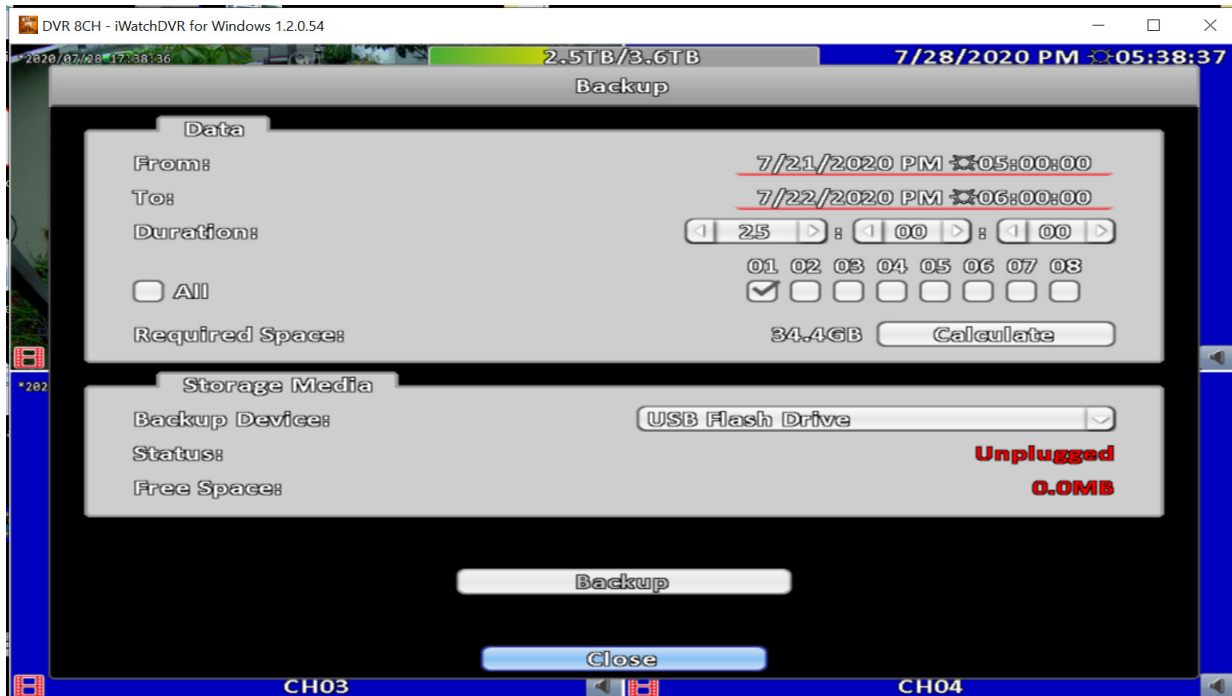 DVR 8CH - iWatchDVR for Windows 1.2.0.54
*2020/07/28 17:38:36 2.5TB/3.6TB 7/28/2020 PM 05:38:37
Backup
Data
From: 7/21/2020 PM 05:00:00
To: 7/22/2020 PM 06:00:00
Duration: 25 : 00 : 00
01 02 03 04 05 06 07 08
All
Required Space: 34.4GB Calculate
*202
Storage Media
Backup Device: USB Flash Drive
Status: Unplugged
Free Space: 0.0MB
Backup
Close
CH03 CH04